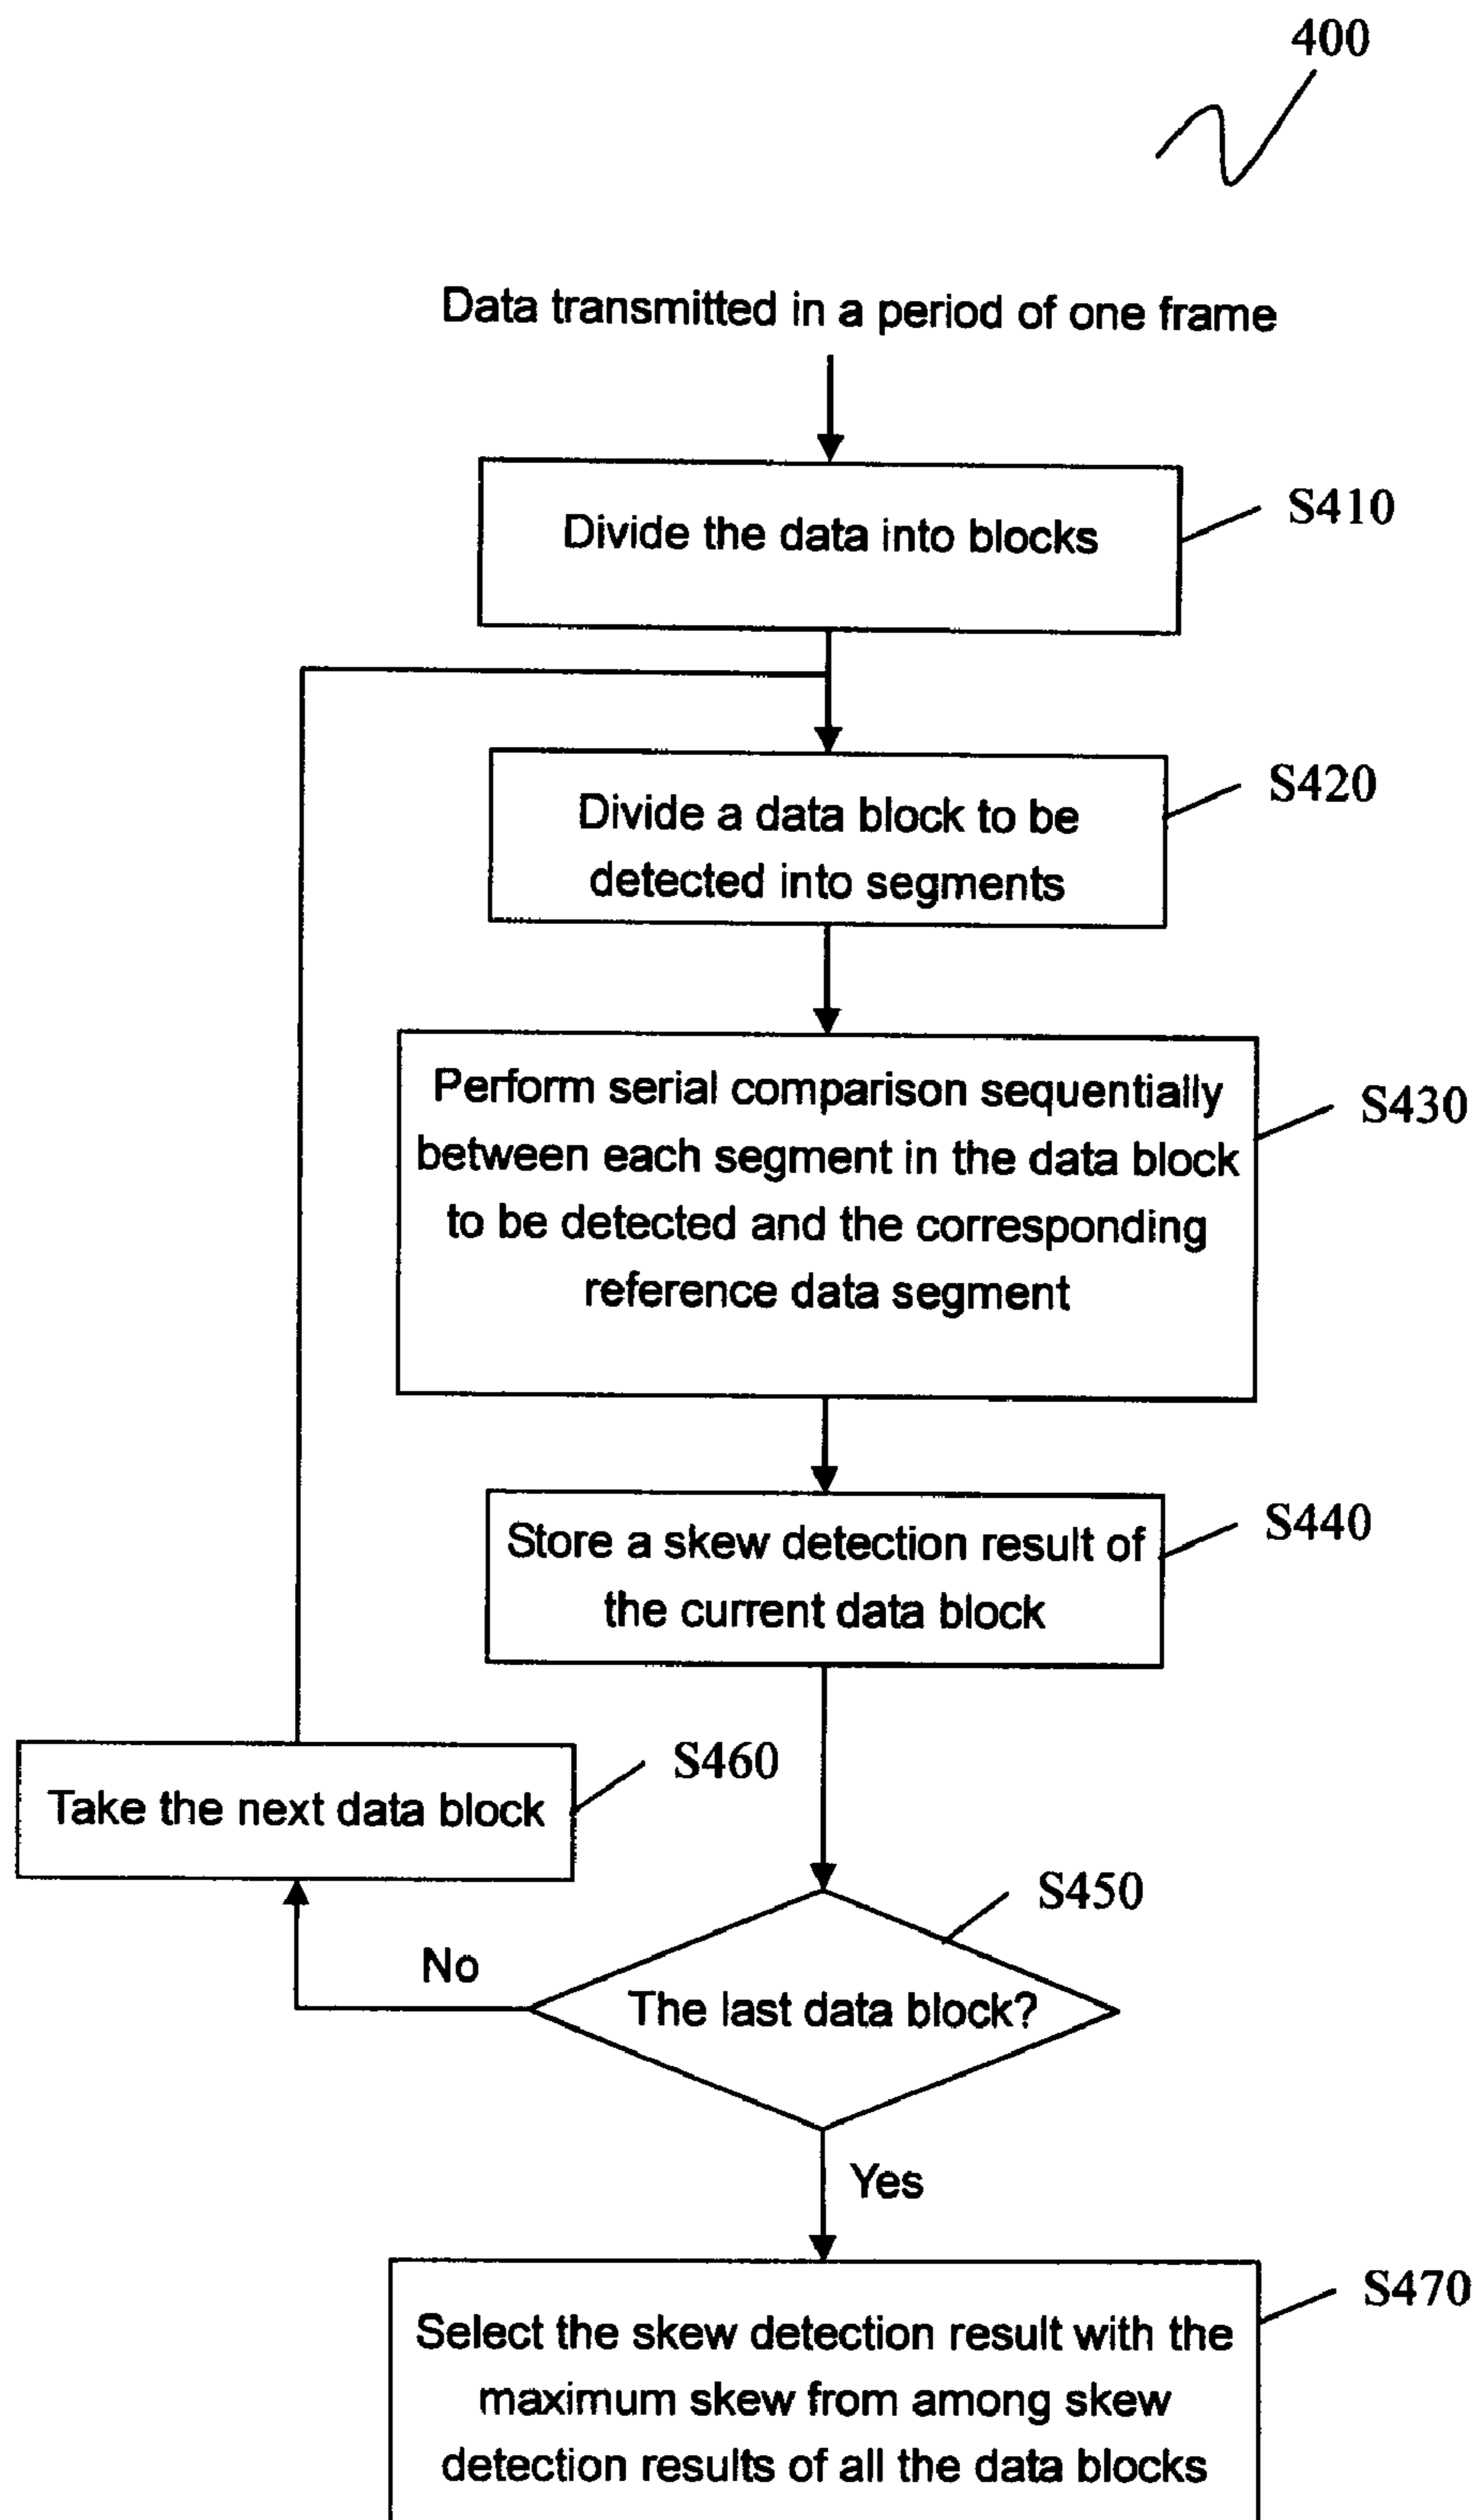 400
Data transmitted in a period of one frame
Divide the data into blocks
S410
Divide a data block to be
detected into segments
S420
Perform serial comparison sequentially
between each segment in the data block
to be detected and the corresponding
reference data segment
S430
Store a skew detection result of
the current data block
S440
Take the next data block
S460
S450
No
The last data block?
Yes
Select the skew detection result with the
maximum skew from among skew
detection results of all the data blocks
S470